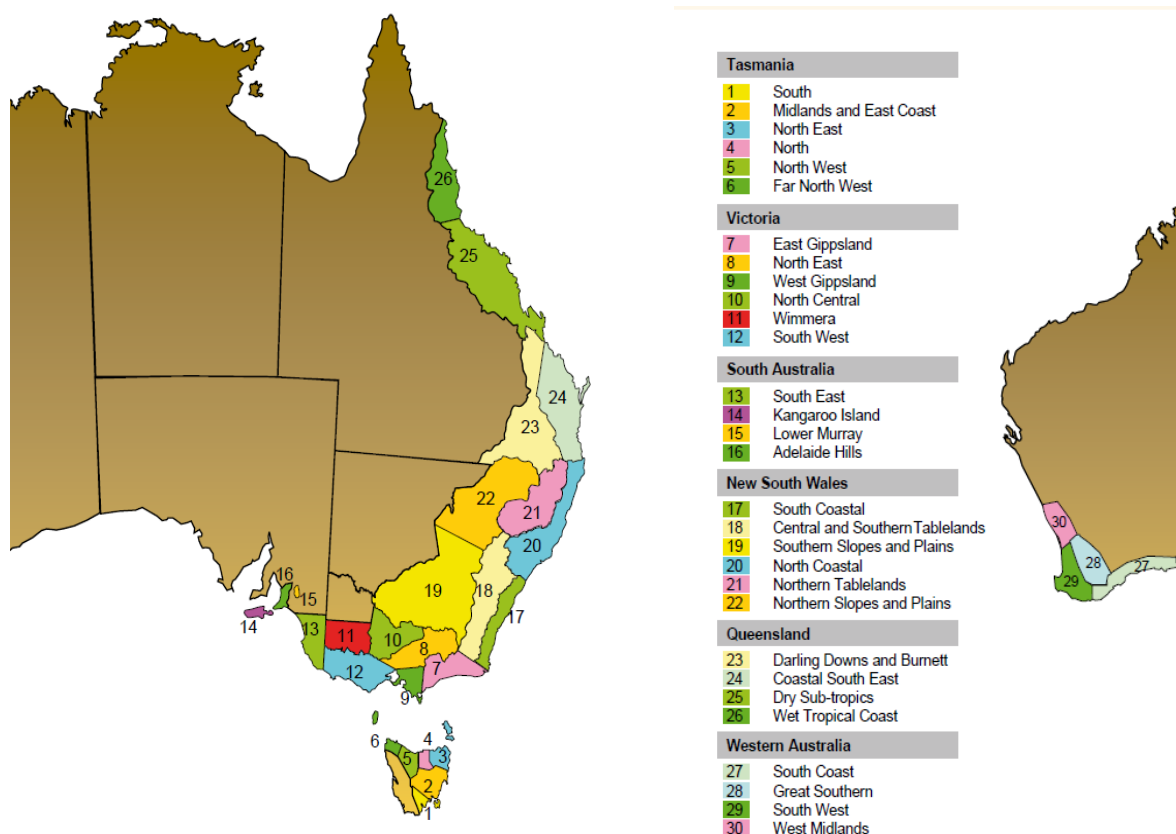 26
25
24
23
22
21
20
19
18
17
16
15
14
13
11
10
8
7
12
9
6
4
5
3
2
1
Tasmania
1 South
2 Midlands and East Coast
3 North East
4 North
5 North West
6 Far North West
Victoria
7 East Gippsland
8 North East
9 West Gippsland
10 North Central
11 Wimmera
12 South West
South Australia
13 South East
14 Kangaroo Island
15 Lower Murray
16 Adelaide Hills
New South Wales
17 South Coastal
18 Central and Southern Tablelands
19 Southern Slopes and Plains
20 North Coastal
21 Northern Tablelands
22 Northern Slopes and Plains
Queensland
23 Darling Downs and Burnett
24 Coastal South East
25 Dry Sub-tropics
26 Wet Tropical Coast
Western Australia
27 South Coast
28 Great Southern
29 South West
30 West Midlands
30
28
27
29